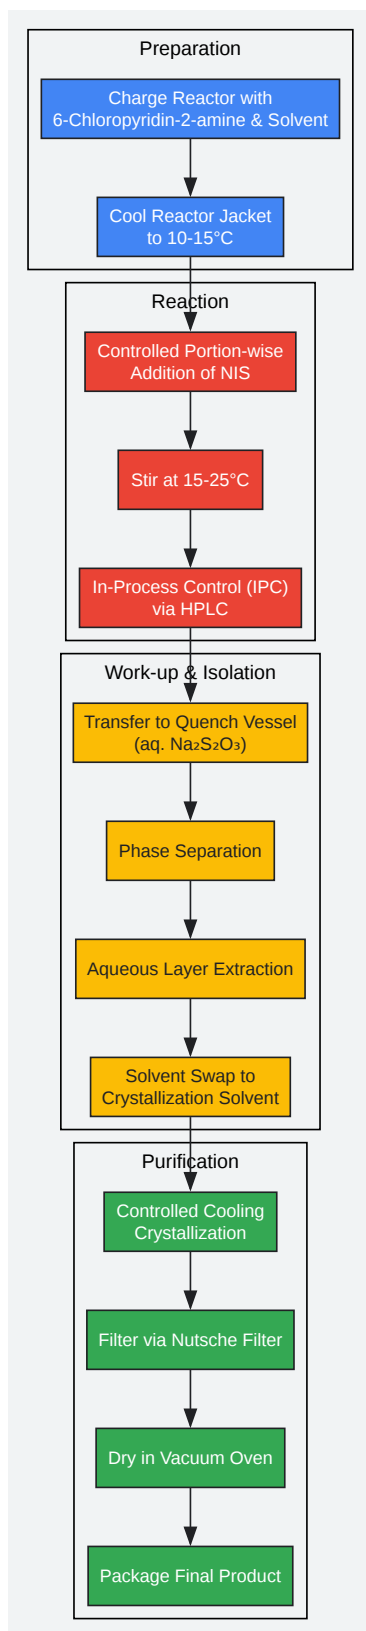 Preparation
Charge Reactor with
6-Chloropyridin-2-amine & Solvent
Cool Reactor Jacket
to 10-15°C
Reaction
Controlled Portion-wise
Addition of NIS
Stir at 15-25°C
In-Process Control (IPC)
via HPLC
Work-up & Isolation
Transfer to Quench Vessel
(aq. Na₂S₂O₃)
Phase Separation
Aqueous Layer Extraction
Solvent Swap to
Crystallization Solvent
Purification
Controlled Cooling
Crystallization
Filter via Nutsche Filter
Dry in Vacuum Oven
Package Final Product